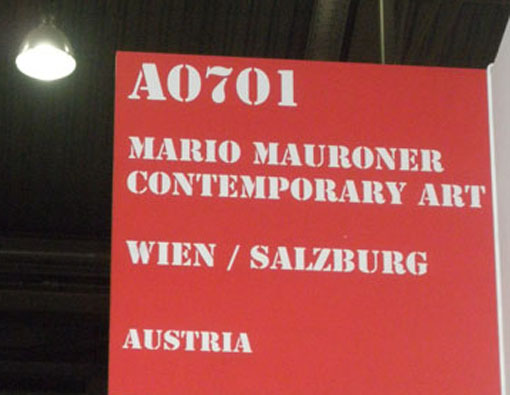 A0701
MARIO MAURONER
CONTEMPORARY ART
WIEN / SALZBURG
AUSTRIA